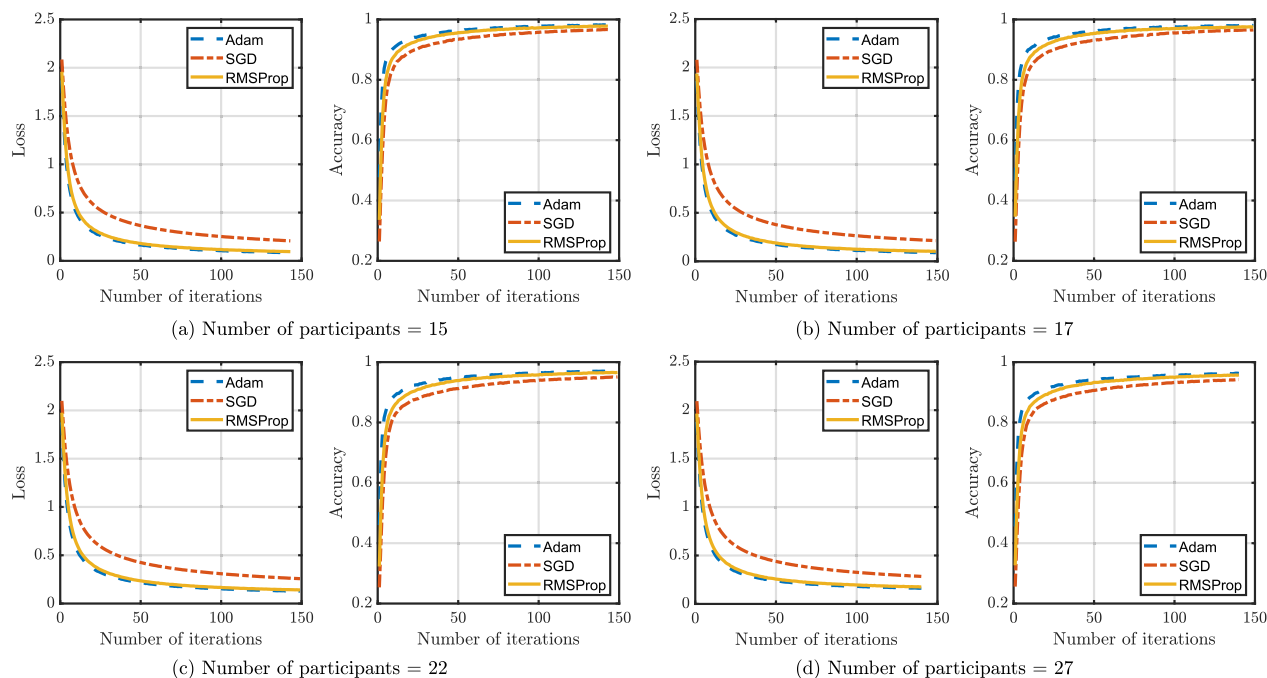 2.5
2
1.5
1
0.5
0
0 50 100 150
Loss
Number of iterations
Adam
SGD
RMSProp
1
0.8
0.6
0.4
0.2
0 50 100 150
Accuracy
Number of iterations
Adam
SGD
RMSProp
(a) Number of participants = 15
2.5
2
1.5
1
0.5
0
0 50 100 150
Loss
Number of iterations
Adam
SGD
RMSProp
1
0.8
0.6
0.4
0.2
0 50 100 150
Accuracy
Number of iterations
Adam
SGD
RMSProp
(b) Number of participants = 17
2.5
2
1.5
1
0.5
0
0 50 100 150
Loss
Number of iterations
Adam
SGD
RMSProp
1
0.8
0.6
0.4
0.2
0 50 100 150
Accuracy
Number of iterations
Adam
SGD
RMSProp
(c) Number of participants = 22
2.5
2
1.5
1
0.5
0
0 50 100 150
Loss
Number of iterations
Adam
SGD
RMSProp
1
0.8
0.6
0.4
0.2
0 50 100 150
Accuracy
Number of iterations
Adam
SGD
RMSProp
(d) Number of participants = 27